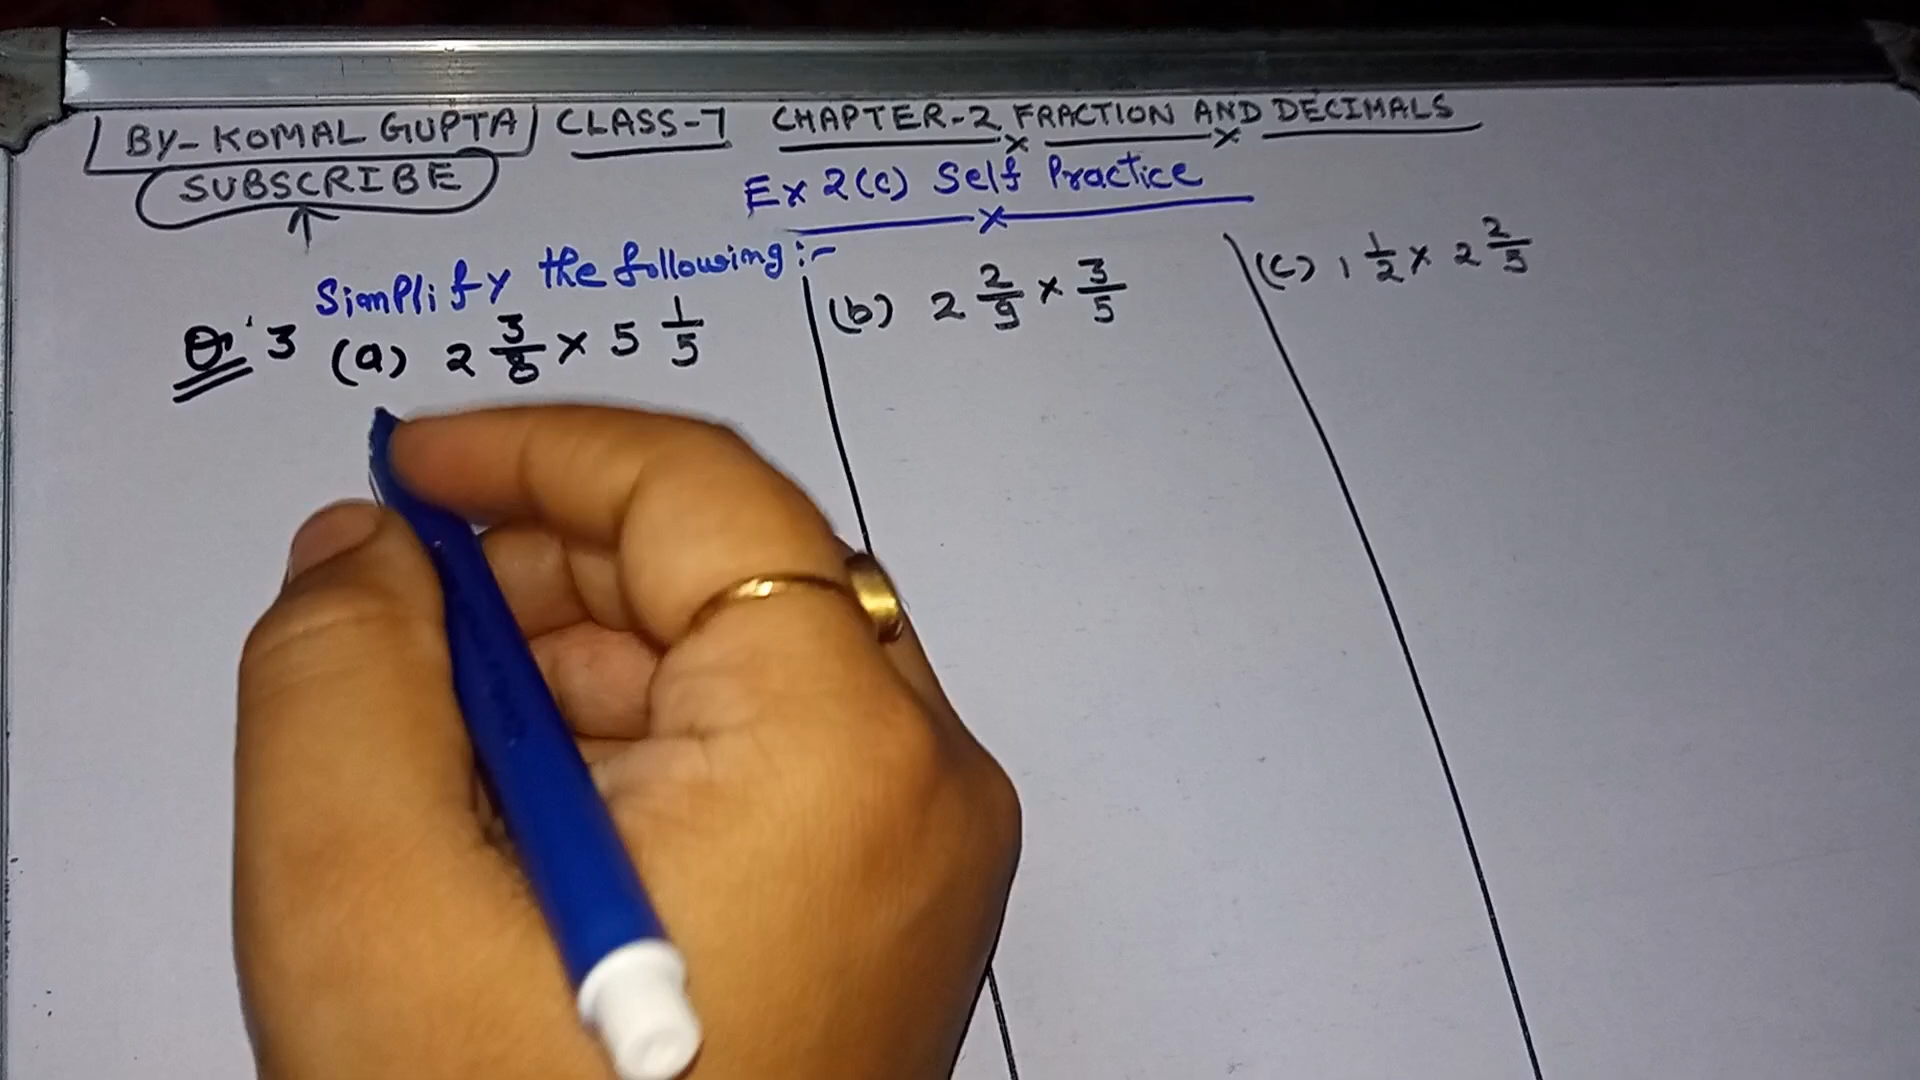 BY-KOMAL GUPTA CLASS-7 CHAPTER-2 FRACTION AND DECIMALS
SUBSCRIBE
Ex 2(c) Self Practice
Simplify the following:-
Q. 3 (a) 2 3/8 × 5 1/5
(b) 2 2/9 × 3/5
(c) 1 1/2 × 2 2/5